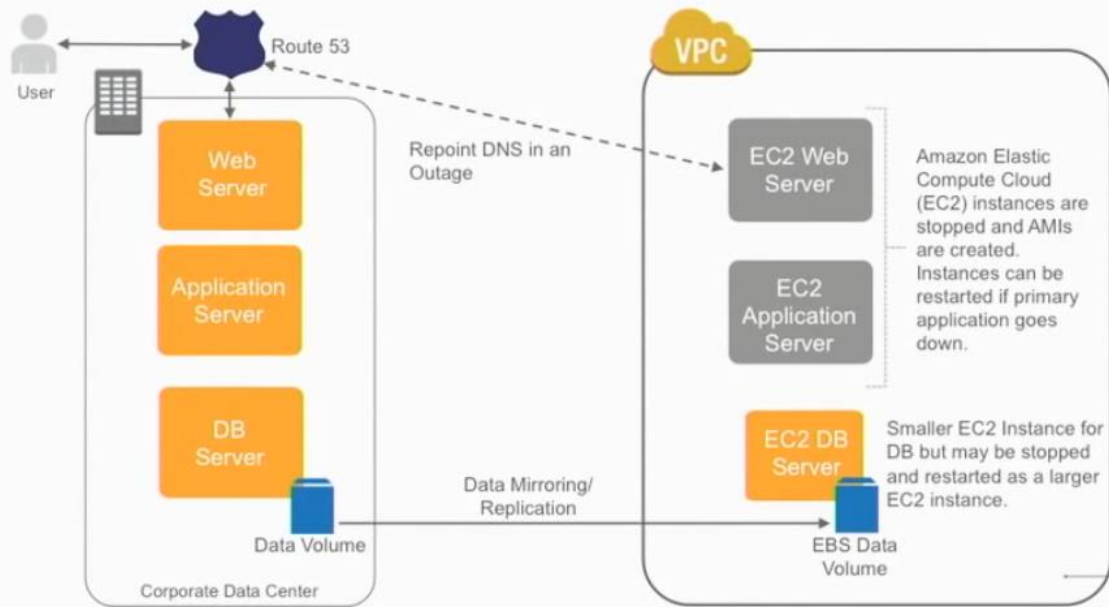 User
Route 53
VPC
Web
Server
Application
Server
DB
Server
Data Volume
Corporate Data Center
Repoint DNS in an
Outage
Data Mirroring/
Replication
EC2 Web
Server
EC2
Application
Server
Amazon Elastic
Compute Cloud
(EC2) instances are
stopped and AMIs
are created.
Instances can be
restarted if primary
application goes
down.
EC2 DB
Server
EBS Data
Volume
Smaller EC2 Instance for
DB but may be stopped
and restarted as a larger
EC2 instance.